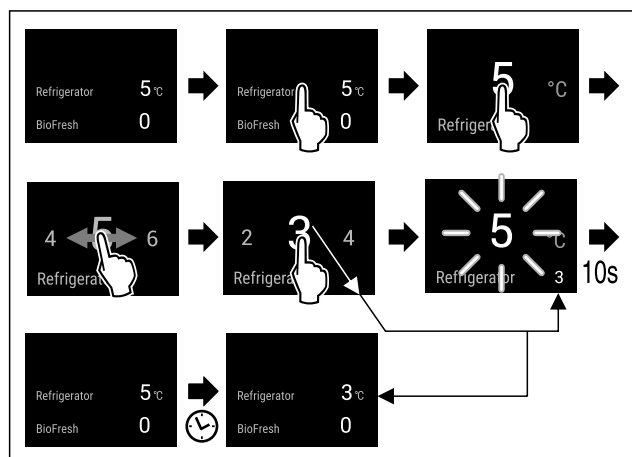 Refrigerator 5 °C
BioFresh 0
Refrigerator 5 °C
BioFresh 0
5 °C
4 5 6
Refrigera
2 3 4
5 °C
Refrigerator 3
10s
Refrigerator 5 °C
BioFresh 0
Refrigerator 3 °C
BioFresh 0